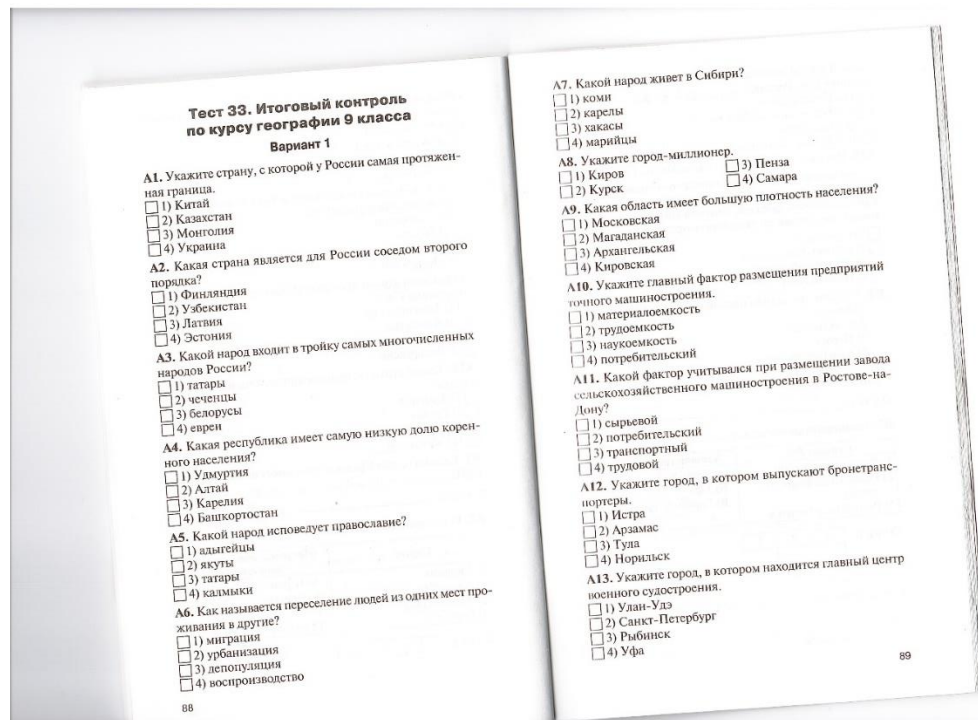 Тест 33. Итоговый контроль
по курсу географии 9 класса
Вариант 1
А1. Укажите страну, с которой у России самая протяжен-
ная граница.
1) Китай
2) Казахстан
3) Монголия
4) Украина
А2. Какая страна является для России соседом второго
порядка?
1) Финляндия
2) Узбекистан
3) Латвия
4) Эстония
А3. Какой народ входит в тройку самых многочисленных
народов России?
1) татары
2) чеченцы
3) белорусы
4) евреи
А4. Какая республика имеет самую низкую долю корен-
ного населения?
1) Удмуртия
2) Алтай
3) Карелия
4) Башкортостан
А5. Какой народ исповедует православие?
1) адыгейцы
2) якуты
3) татары
4) калмыки
А6. Как называется переселение людей из одних мест про-
живания в другие?
1) миграция
2) урбанизация
3) депопуляция
4) воспроизводство
88
А7. Какой народ живет в Сибири?
1) коми
2) карелы
3) хакасы
4) марийцы
А8. Укажите город-миллионер.
1) Киров 3) Пенза
2) Курск 4) Самара
А9. Какая область имеет большую плотность населения?
1) Московская
2) Магаданская
3) Архангельская
4) Кировская
А10. Укажите главный фактор размещения предприятий
точного машиностроения.
1) материалоемкость
2) трудоемкость
3) наукоемкость
4) потребительский
А11. Какой фактор учитывался при размещении завода
сельскохозяйственного машиностроения в Ростове-на-
Дону?
1) сырьевой
2) потребительский
3) транспортный
4) трудовой
А12. Укажите город, в котором выпускают бронетранс-
портеры.
1) Истра
2) Арзамас
3) Тула
4) Норильск
А13. Укажите город, в котором находится главный центр
военного судостроения.
1) Улан-Удэ
2) Санкт-Петербург
3) Рыбинск
4) Уфа
89